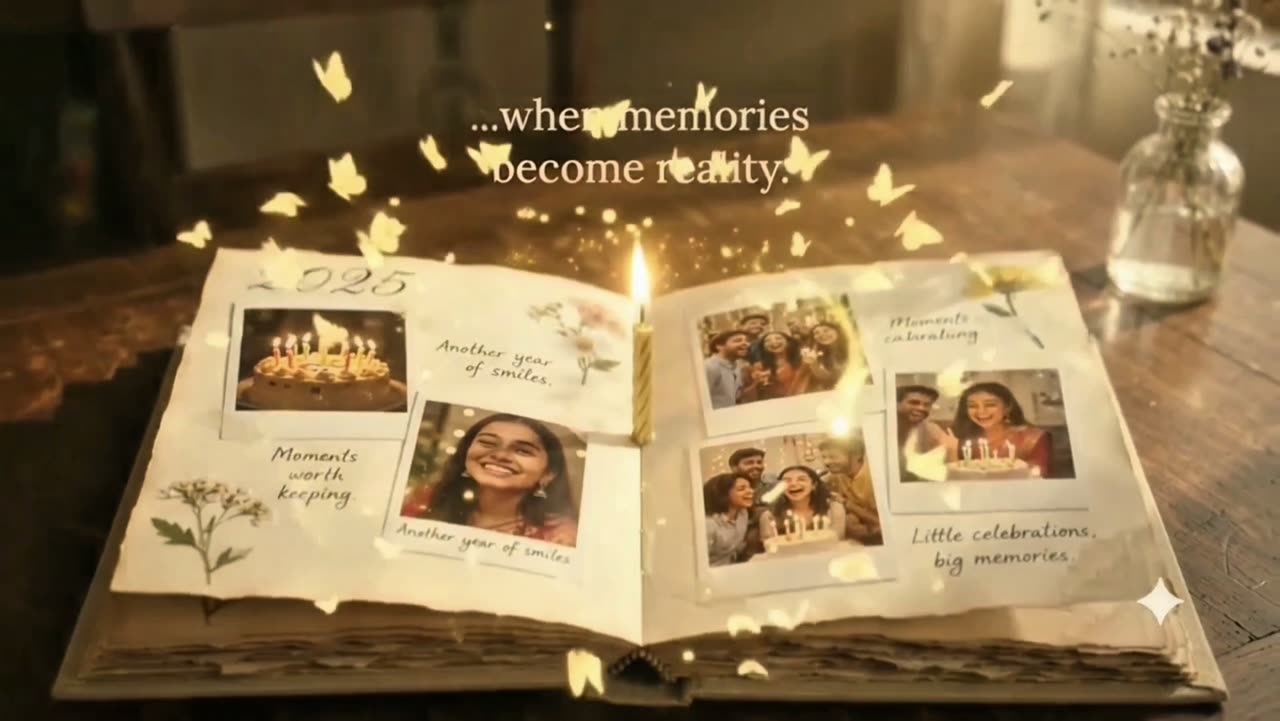 ...when memories
become reality.
2025
Another year
of smiles.
Moments
worth
keeping.
Another year of smiles
Moments
cabrating
Little celebrations,
big memories.